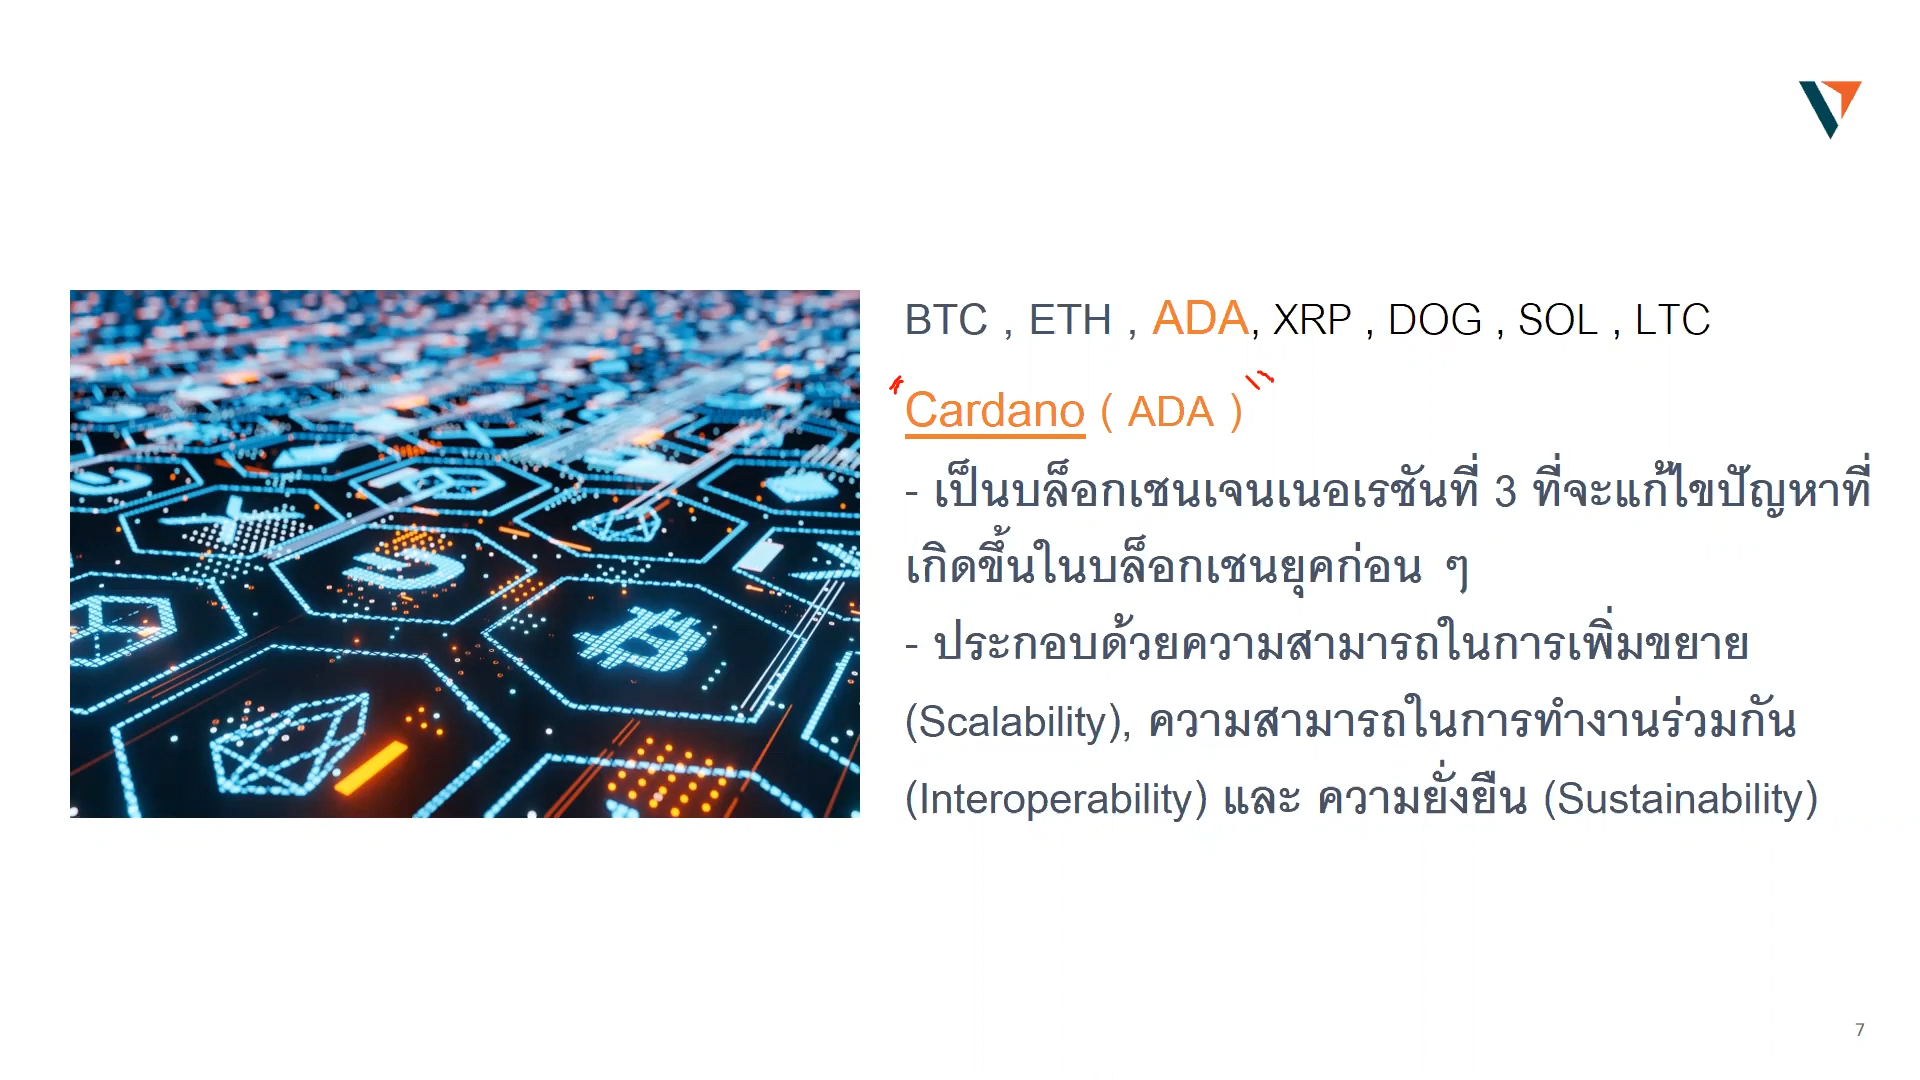 BTC , ETH , ADA, XRP , DOG , SOL , LTC
Cardano ( ADA )
- เป็นบล็อกเชนเจนเนอเรชันที่ 3 ที่จะแก้ไขปัญหาที่
เกิดขึ้นในบล็อกเชนยุคก่อน ๆ
- ประกอบด้วยความสามารถในการเพิ่มขยาย
(Scalability), ความสามารถในการทำงานร่วมกัน
(Interoperability) และ ความยั่งยืน (Sustainability)
7